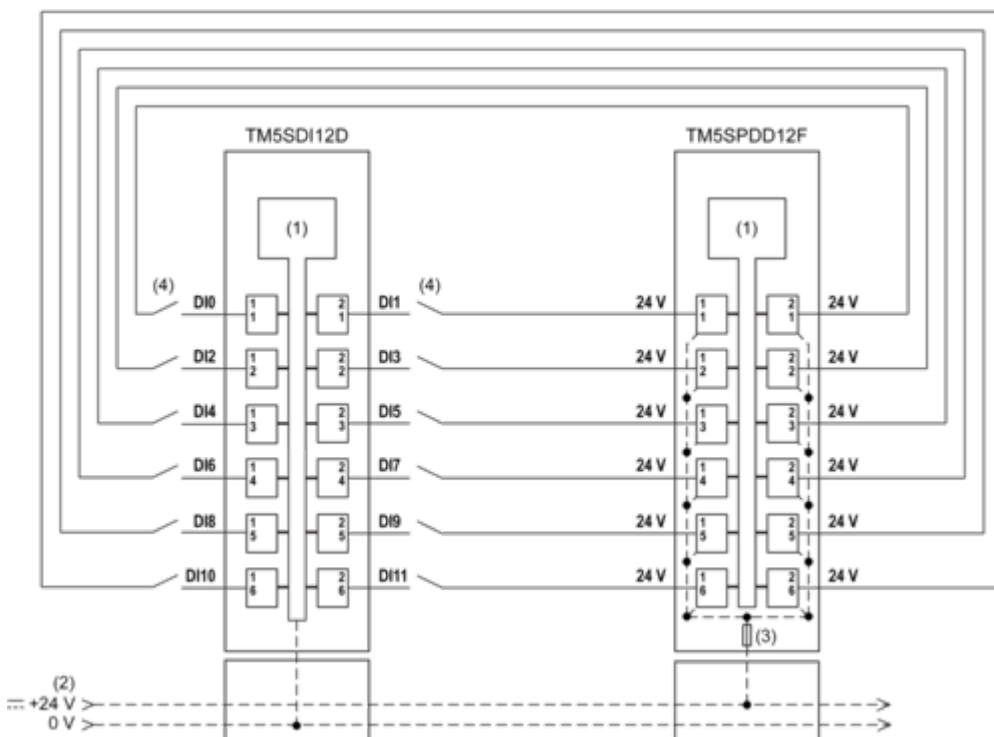 TM5SDI12D TM5SPDD12F
(1) (1)
(4) DI0 1 1 2 1 DI1 (4) 24 V 1 1 2 1 24 V
DI2 1 2 2 2 DI3 24 V 1 2 2 2 24 V
DI4 1 3 2 3 DI5 24 V 1 3 2 3 24 V
DI6 1 4 2 4 DI7 24 V 1 4 2 4 24 V
DI8 1 5 2 5 DI9 24 V 1 5 2 5 24 V
DI10 1 6 2 6 DI11 24 V 1 6 2 6 24 V
(3)
(2)
+24 V
0 V